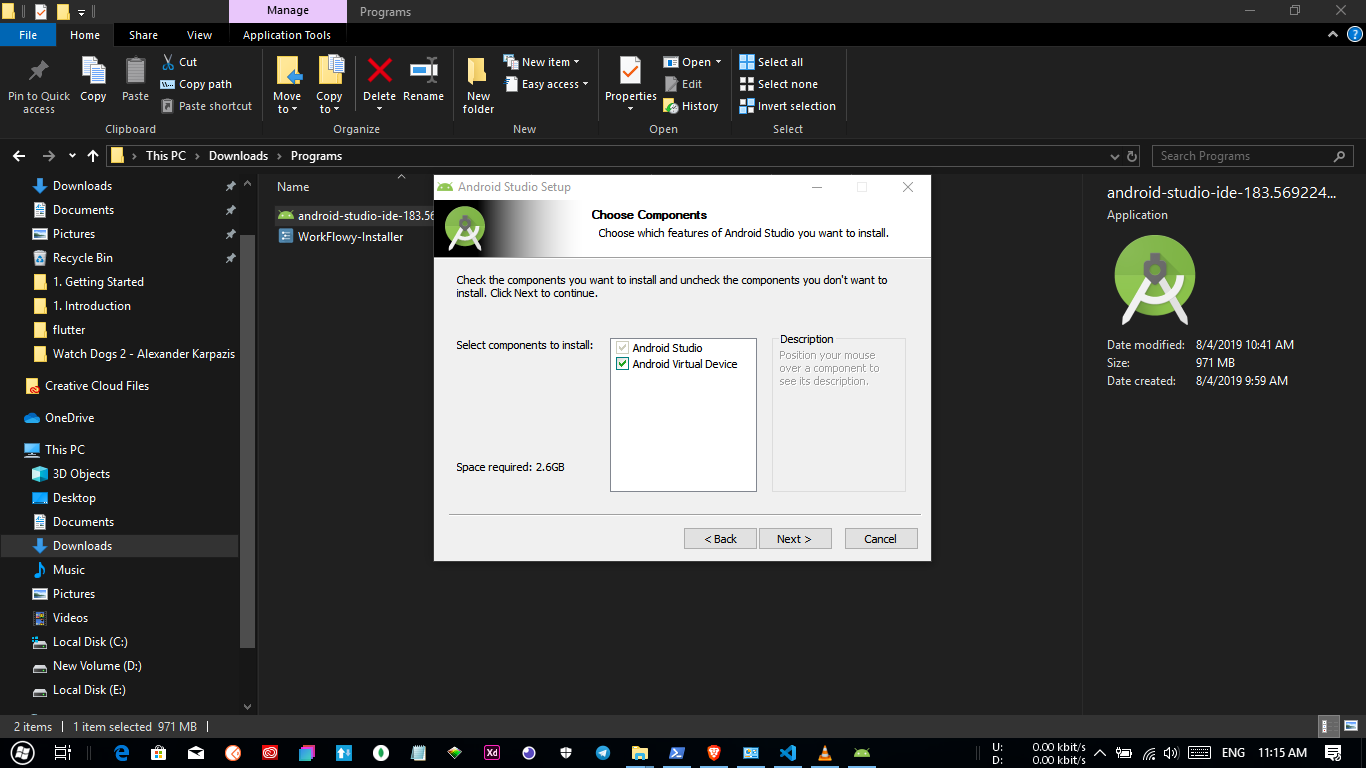 Manage
Programs
File
Home
Share
View
Application Tools
Pin to Quick access
Copy
Paste
Cut
Copy path
Paste shortcut
Clipboard
Move to
Copy to
Delete
Rename
Organize
New folder
New item
Easy access
New
Properties
Open
Edit
History
Open
Select all
Select none
Invert selection
Select
This PC > Downloads > Programs
Search Programs
Downloads
Documents
Pictures
Recycle Bin
1. Getting Started
1. Introduction
flutter
Watch Dogs 2 - Alexander Karpazis
Creative Cloud Files
OneDrive
This PC
3D Objects
Desktop
Documents
Downloads
Music
Pictures
Videos
Local Disk (C:)
New Volume (D:)
Local Disk (E:)
Name
android-studio-ide-183.56
WorkFlowy-Installer
Android Studio Setup
Choose Components
Choose which features of Android Studio you want to install.
Check the components you want to install and uncheck the components you don't want to
install. Click Next to continue.
Select components to install:
Android Studio
Android Virtual Device
Description
Position your mouse
over a component to
see its description.
Space required: 2.6GB
< Back
Next >
Cancel
android-studio-ide-183.569224...
Application
Date modified: 8/4/2019 10:41 AM
Size: 971 MB
Date created: 8/4/2019 9:59 AM
2 items
1 item selected 971 MB
Xd
U: 0.00 kbit/s
D: 0.00 kbit/s
ENG
11:15 AM